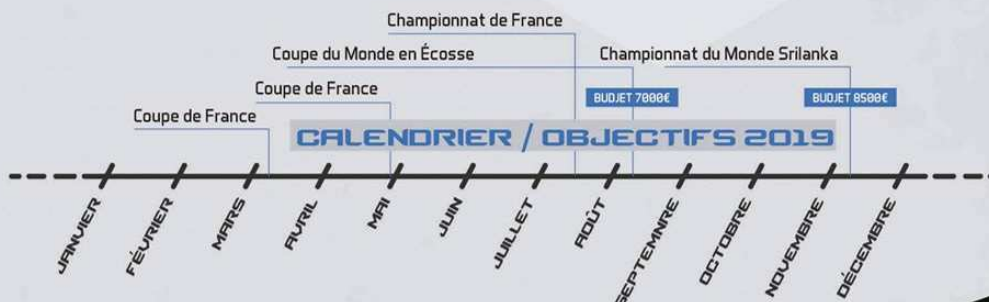 Championnat de France
Coupe du Monde en Écosse
Championnat du Monde Srilanka
Coupe de France
BUDJET 7000€
BUDJET 8500€
Coupe de France
CALENDRIER / OBJECTIFS 2019
JANVIER
FÉVRIER
MARS
AVRIL
MAI
JUIN
JUILLET
AOÛT
SEPTEMNRE
OCTOBRE
NOVEMBRE
DÉCEMBRE